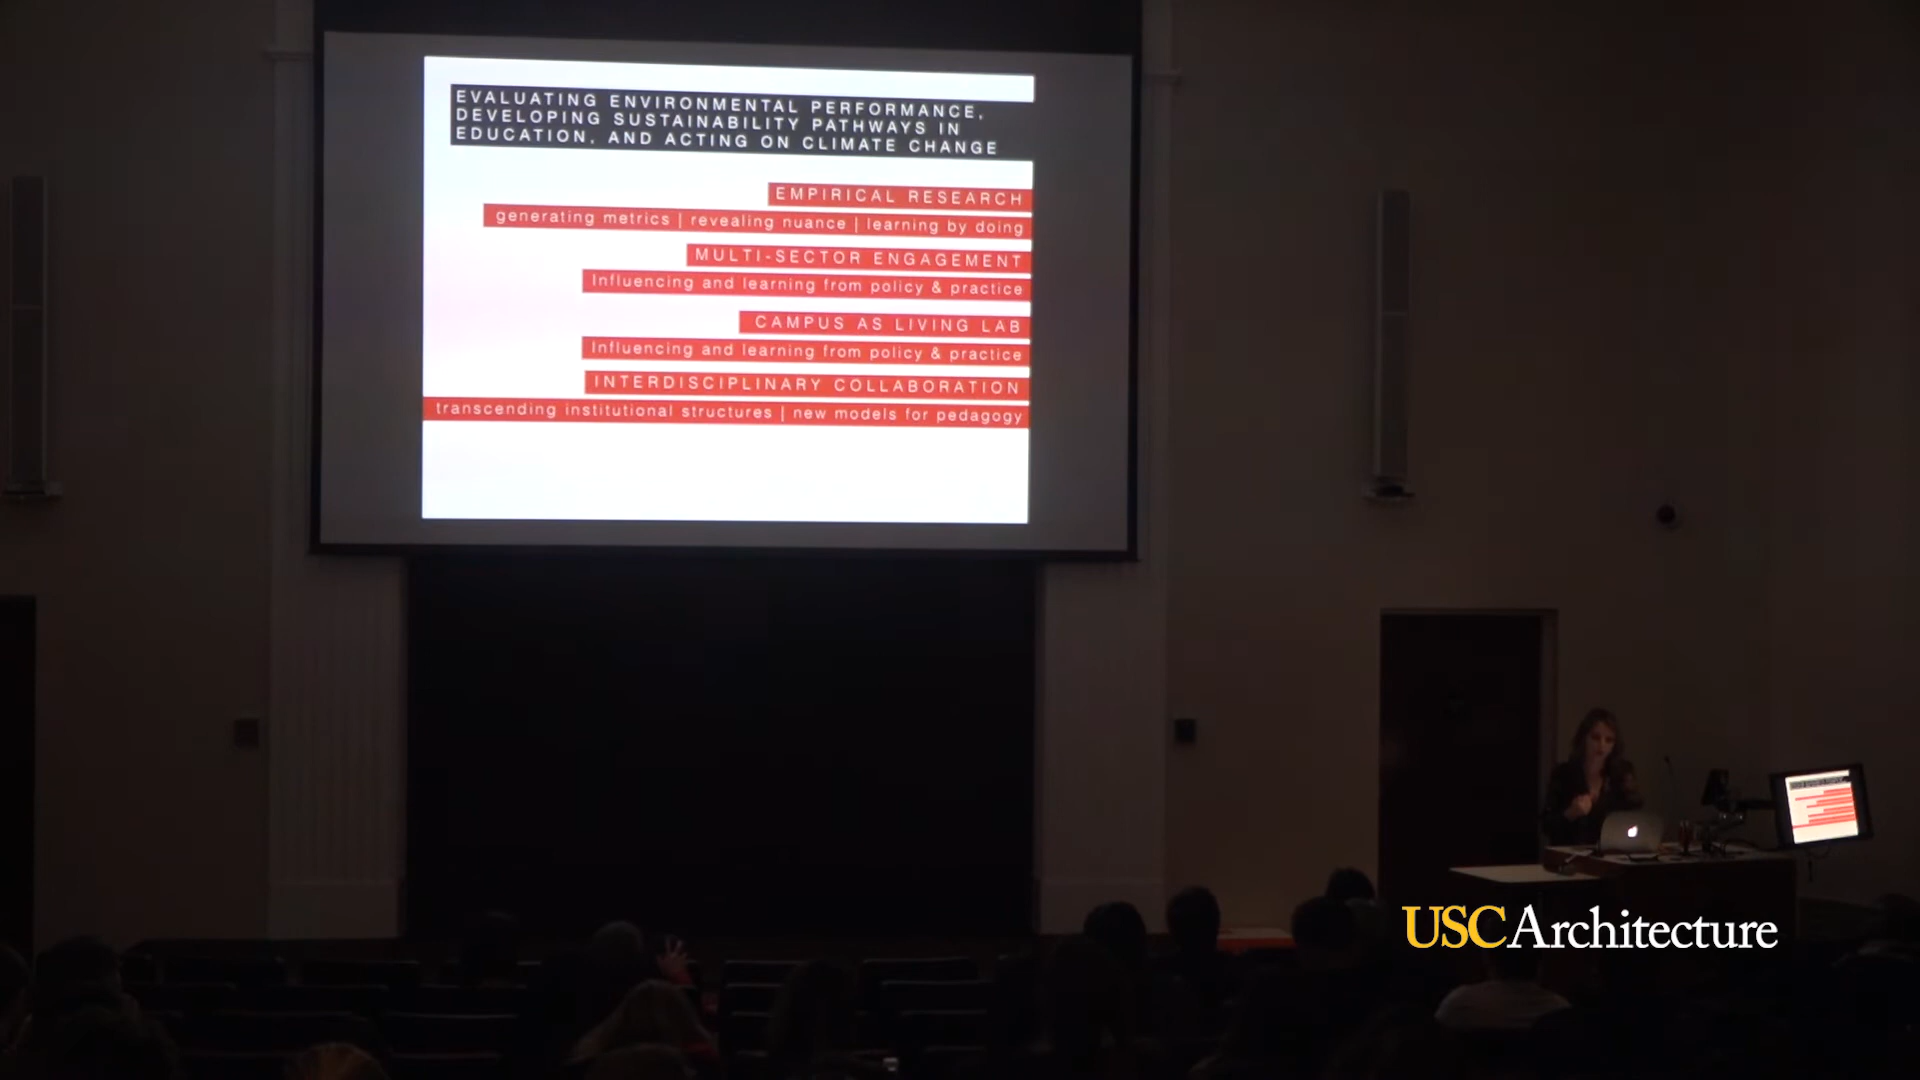 EVALUATING ENVIRONMENTAL PERFORMANCE,
DEVELOPING SUSTAINABILITY PATHWAYS IN
EDUCATION, AND ACTING ON CLIMATE CHANGE
EMPIRICAL RESEARCH
generating metrics | revealing nuance | learning by doing
MULTI-SECTOR ENGAGEMENT
Influencing and learning from policy & practice
CAMPUS AS LIVING LAB
Influencing and learning from policy & practice
INTERDISCIPLINARY COLLABORATION
transcending institutional structures | new models for pedagogy
USCArchitecture